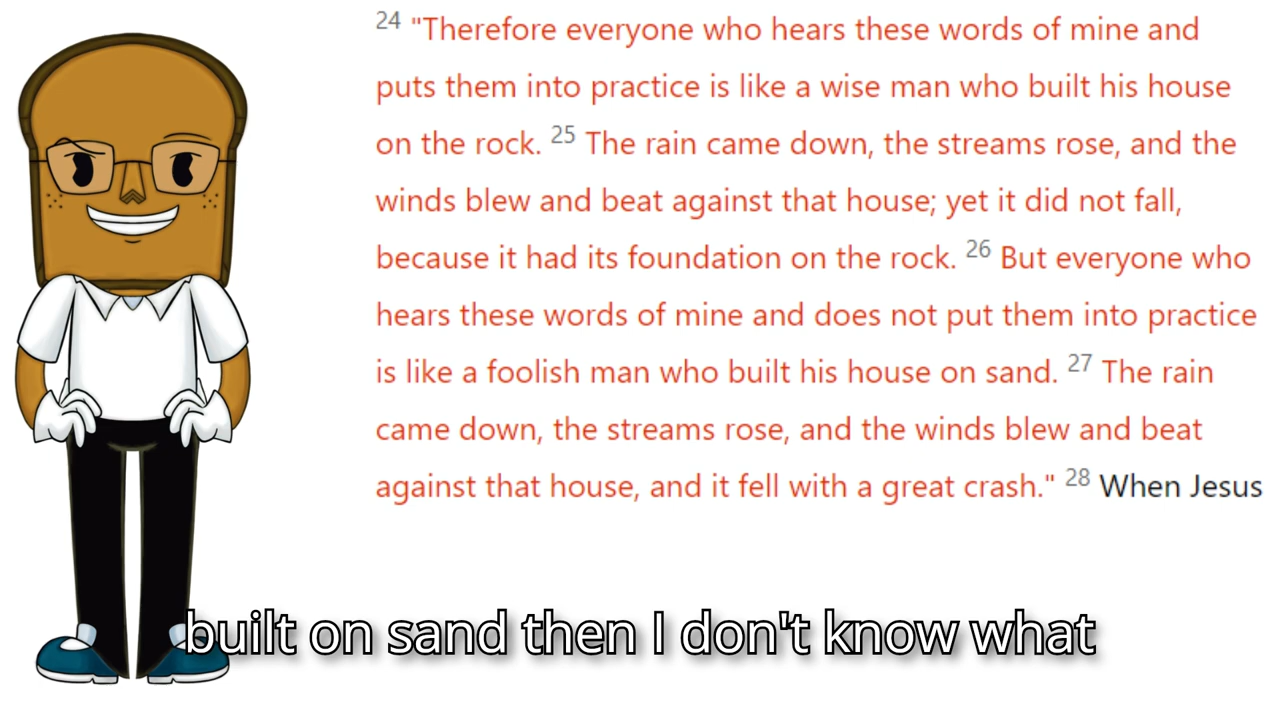 24 "Therefore everyone who hears these words of mine and
puts them into practice is like a wise man who built his house
on the rock. 25 The rain came down, the streams rose, and the
winds blew and beat against that house; yet it did not fall,
because it had its foundation on the rock. 26 But everyone who
hears these words of mine and does not put them into practice
is like a foolish man who built his house on sand. 27 The rain
came down, the streams rose, and the winds blew and beat
against that house, and it fell with a great crash." 28 When Jesus
built on sand then I don't know what